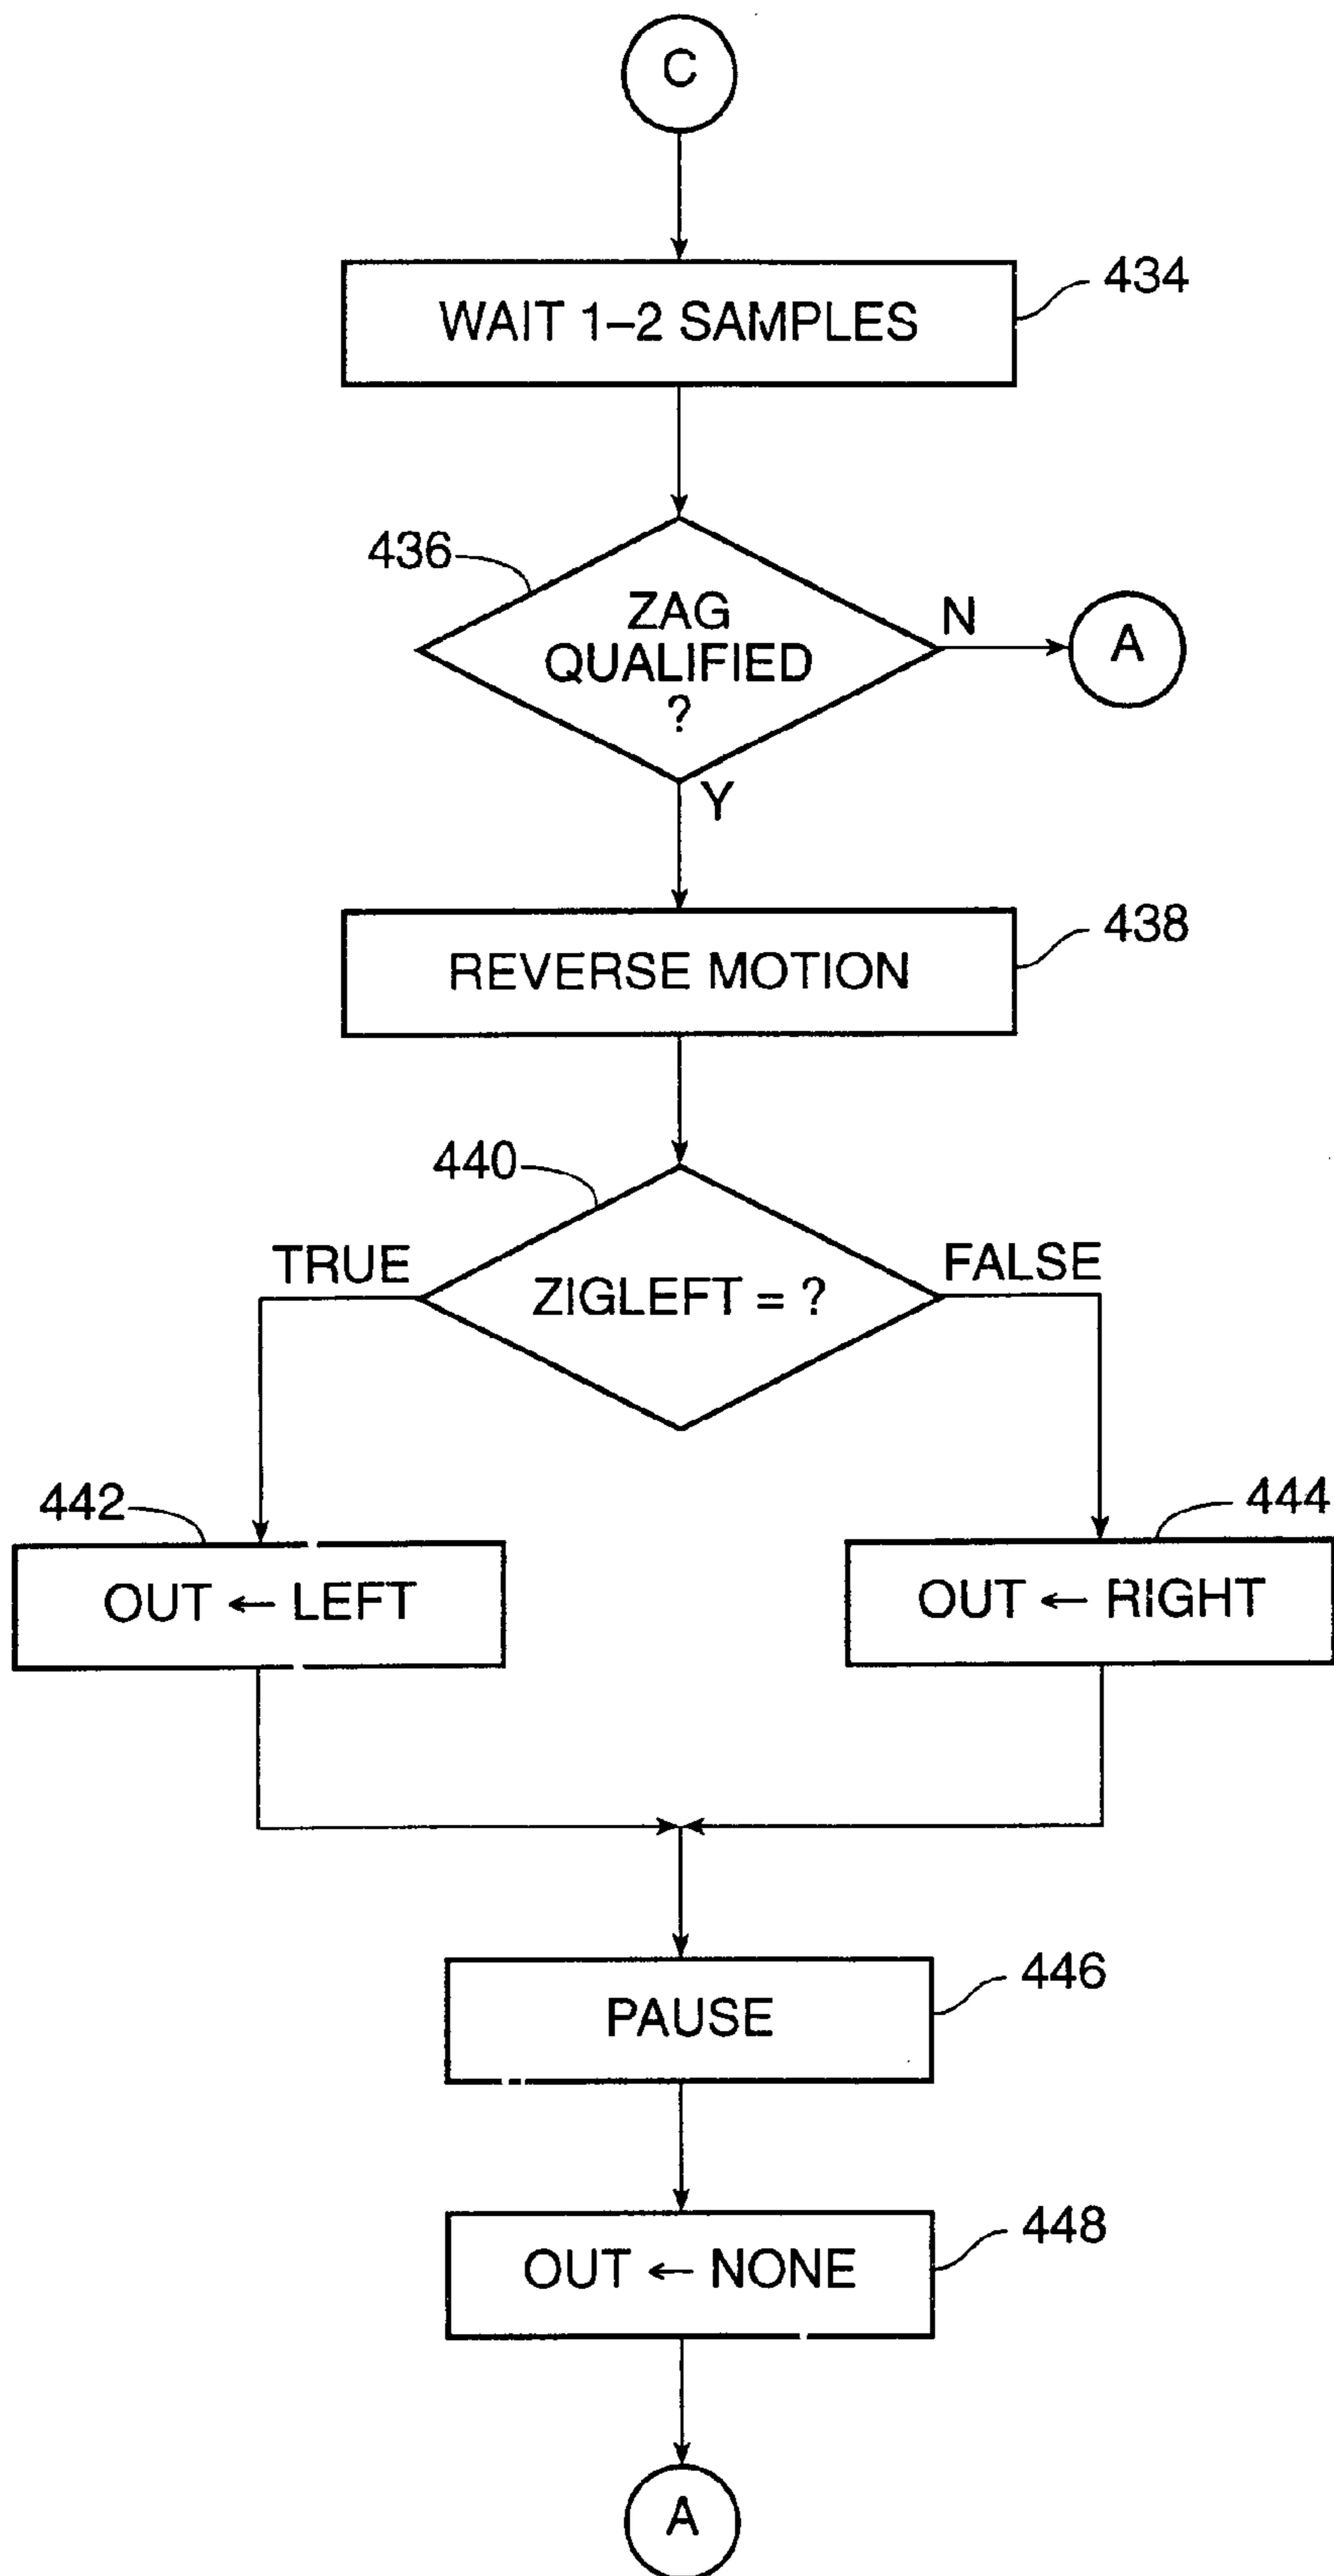 C
WAIT 1–2 SAMPLES
434
436
ZAG
QUALIFIED
?
N
A
Y
REVERSE MOTION
438
440
TRUE
ZIGLEFT = ?
FALSE
442
444
OUT ← LEFT
OUT ← RIGHT
PAUSE
446
OUT ← NONE
448
A